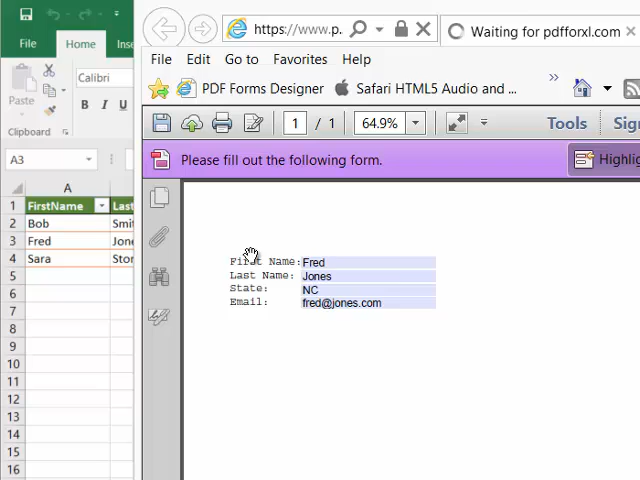 https://www.p.
Waiting for pdfforxl.com
File
Home
Inse
File Edit Go to Favorites Help
Paste
Calibri
B I U
PDF Forms Designer
Safari HTML5 Audio and ...
Clipboard
1 / 1
64.9%
Tools
Sign
A3
Please fill out the following form.
Highlig
A
1 FirstName Last
2 Bob Smit
3 Fred Jone
4 Sara Stor
5
6
7
8
9
10
11
12
13
14
15
16
First Name: Fred
Last Name: Jones
State: NC
Email: fred@jones.com